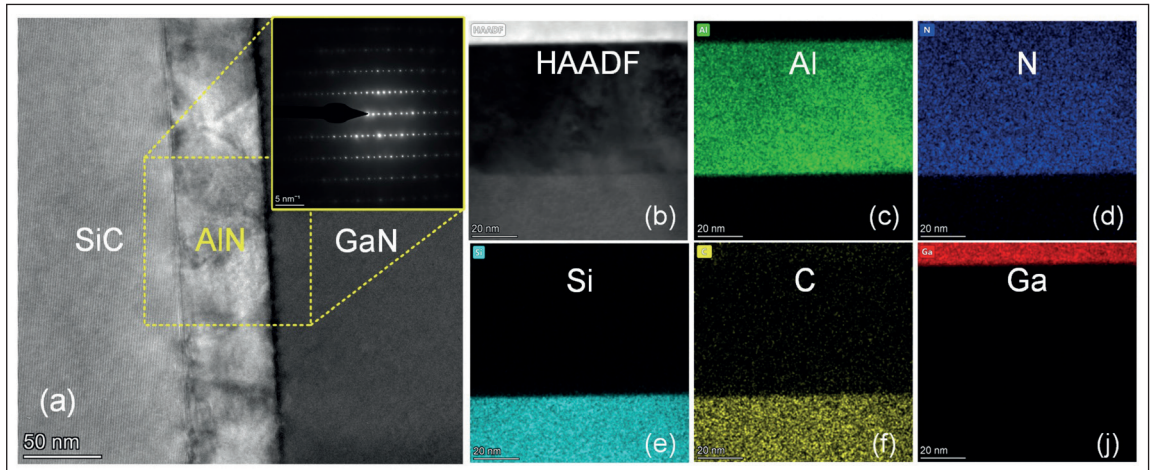 5 nm⁻¹
SiC
AlN
GaN
(a)
50 nm
HAADF
HAADF
(b)
20 nm
Al
Al
(c)
20 nm
N
N
(d)
20 nm
Si
Si
(e)
20 nm
C
C
(f)
20 nm
Ga
Ga
(j)
20 nm